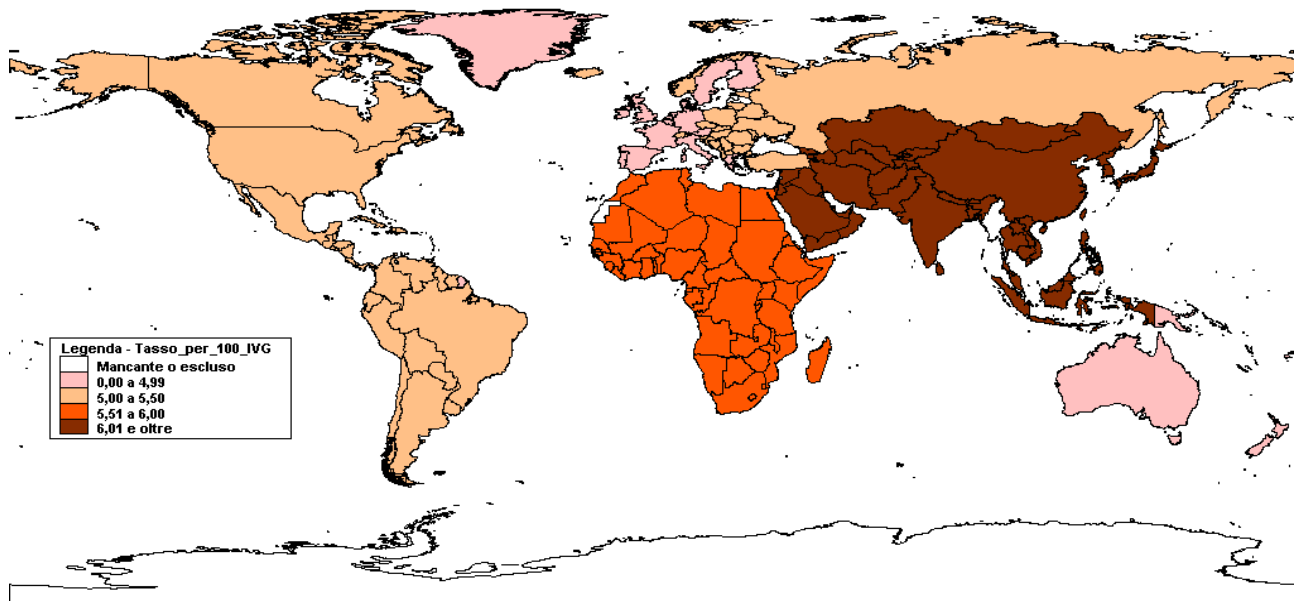 Legenda - Tasso_per_100_IVG
Mancante o escluso
0,00 a 4,99
5,00 a 5,50
5,51 a 6,00
6,01 e oltre